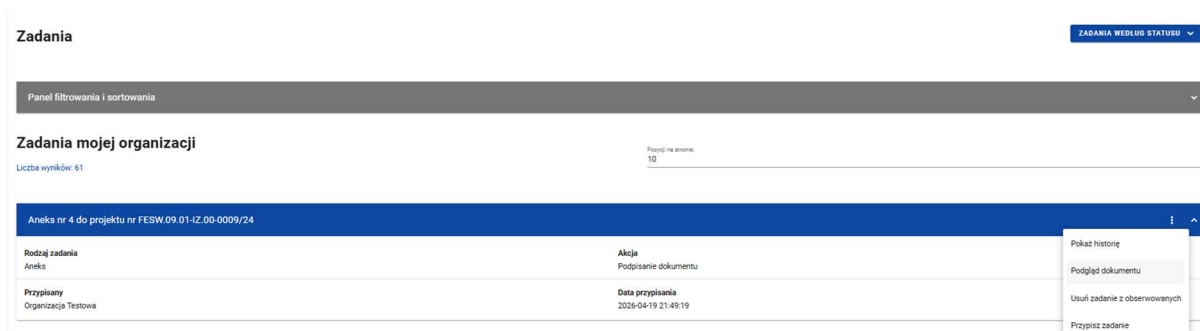 Zadania
ZADANIA WEDŁUG STATUSU
Panel filtrowania i sortowania
Zadania mojej organizacji
Liczba wyników: 61
Pozycji na stronie:
10
Aneks nr 4 do projektu nr FESW.09.01-IZ.00-0009/24
Rodzaj zadania
Aneks
Akcja
Podpisanie dokumentu
Przypisany
Organizacja Testowa
Data przypisania
2026-04-19 21:49:19
Pokaż historię
Podgląd dokumentu
Usuń zadanie z obserwowanych
Przypisz zadanie